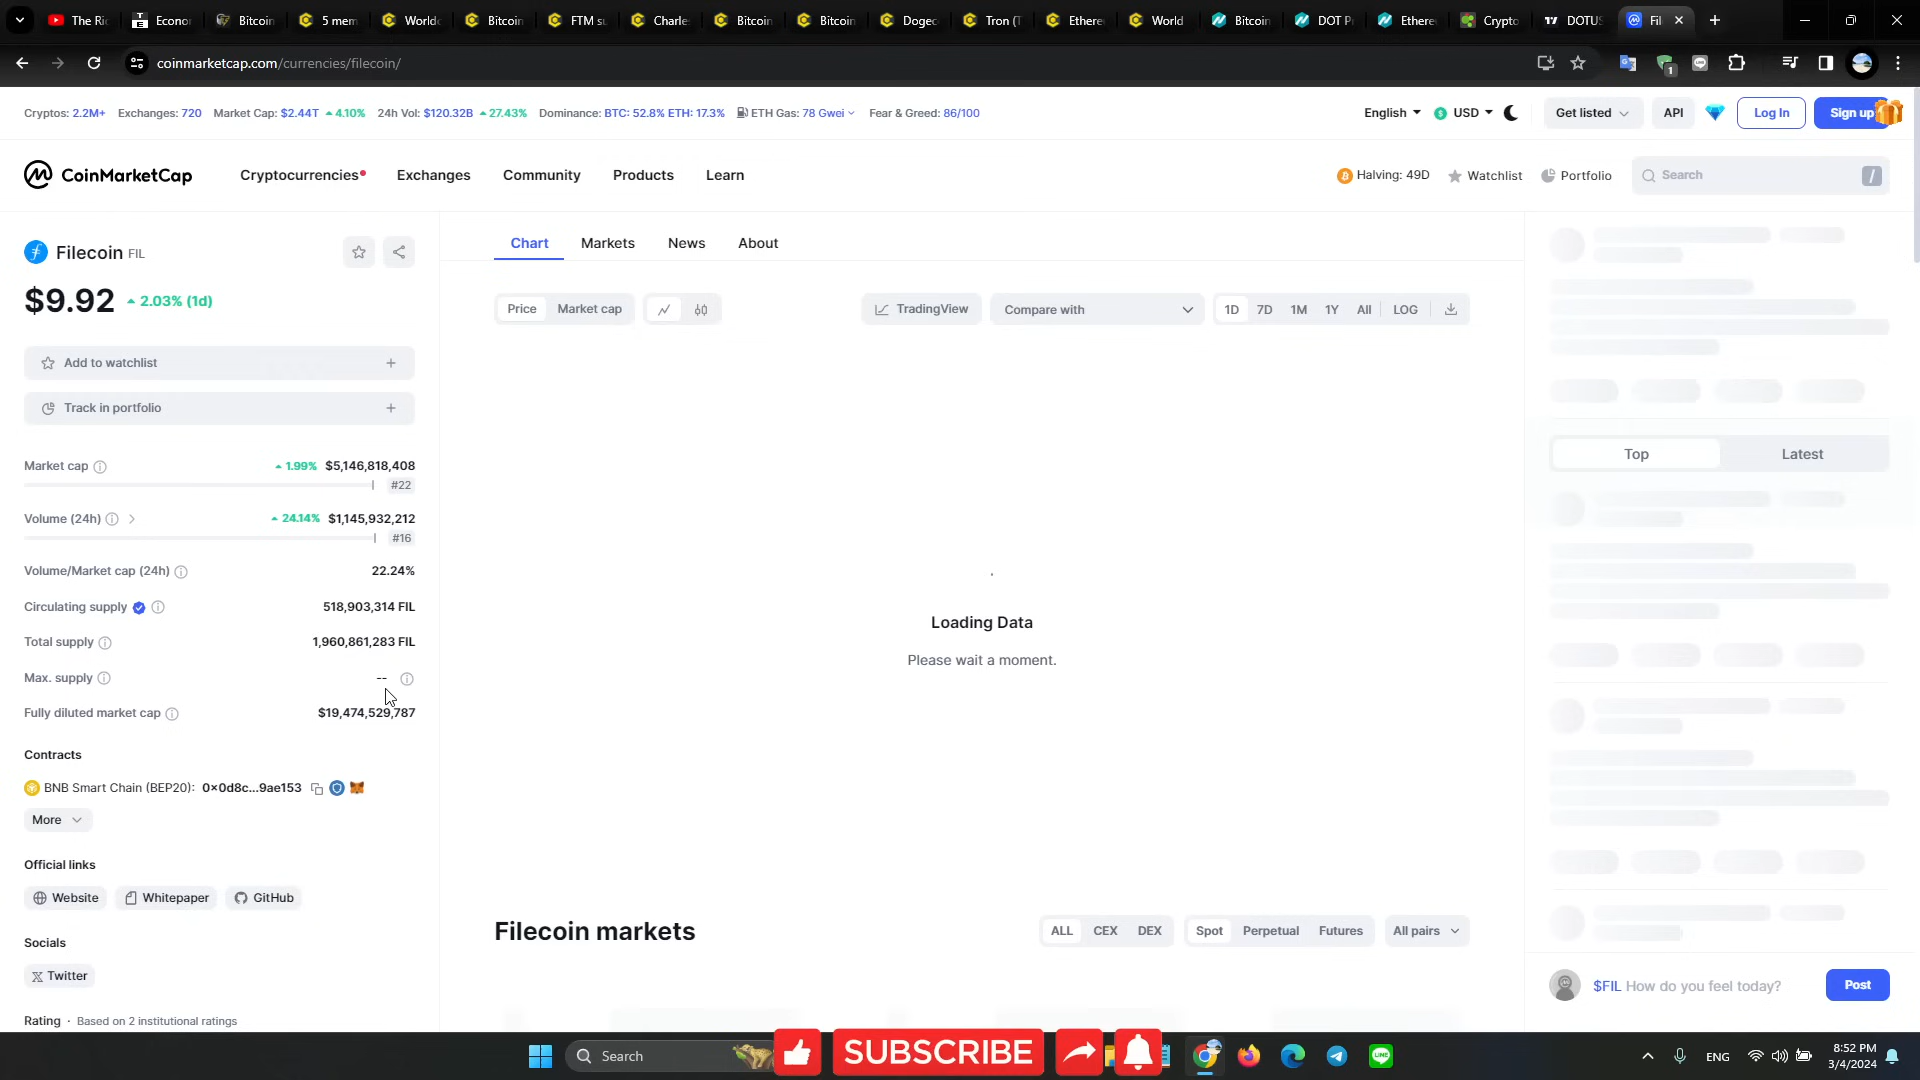 The Ric
Econo
Bitcoin
5 mem
World
Bitcoin
FTM su
Charle
Bitcoin
Bitcoin
Dogec
Tron (T
Ethere
World
Bitcoin
DOT P
Ethere
Crypto
DOTUS
Fil
coinmarketcap.com/currencies/filecoin/
1
Cryptos: 2.2M+ Exchanges: 720 Market Cap: $2.44T 4.10% 24h Vol: $120.32B 27.43% Dominance: BTC: 52.8% ETH: 17.3% ETH Gas: 78 Gwei Fear & Greed: 86/100
English USD Get listed API Log In Sign up
CoinMarketCap Cryptocurrencies Exchanges Community Products Learn
Halving: 49D Watchlist Portfolio Search /
Filecoin FIL
$9.92 2.03% (1d)
Add to watchlist +
Track in portfolio +
Market cap 1.99% $5,146,818,408
#22
Volume (24h) 24.14% $1,145,932,212
#16
Volume/Market cap (24h) 22.24%
Circulating supply 518,903,314 FIL
Total supply 1,960,861,283 FIL
Max. supply --
Fully diluted market cap $19,474,529,787
Contracts
BNB Smart Chain (BEP20): 0x0d8c...9ae153
More
Official links
Website Whitepaper GitHub
Socials
Twitter
Rating · Based on 2 institutional ratings
Chart Markets News About
Price Market cap TradingView Compare with 1D 7D 1M 1Y All LOG
Loading Data
Please wait a moment.
Filecoin markets ALL CEX DEX Spot Perpetual Futures All pairs
Top Latest
$FIL How do you feel today? Post
Search
SUBSCRIBE
LINE
ENG
8:52 PM
3/4/2024